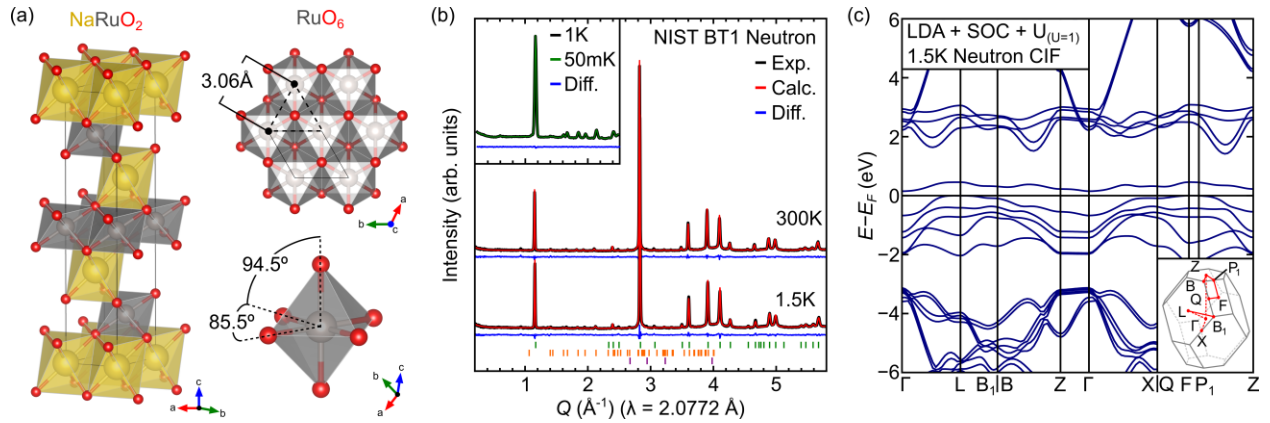 (a)
NaRuO₂
RuO₆
3.06Å
94.5º
85.5º
c
a
b
a
b
c
c
b
a
(b)
1K
50mK
Diff.
NIST BT1 Neutron
Exp.
Calc.
Diff.
300K
1.5K
Intensity (arb. units)
1 2 3 4 5
Q (Å⁻¹) (λ = 2.0772 Å)
(c)
LDA + SOC + U(U=1)
1.5K Neutron CIF
E−E_F (eV)
6
4
2
0
−2
−4
−6
Z
P₁
B
Q
F
L
Γ
B₁
X
Γ L B₁ B Z Γ X Q F P₁ Z